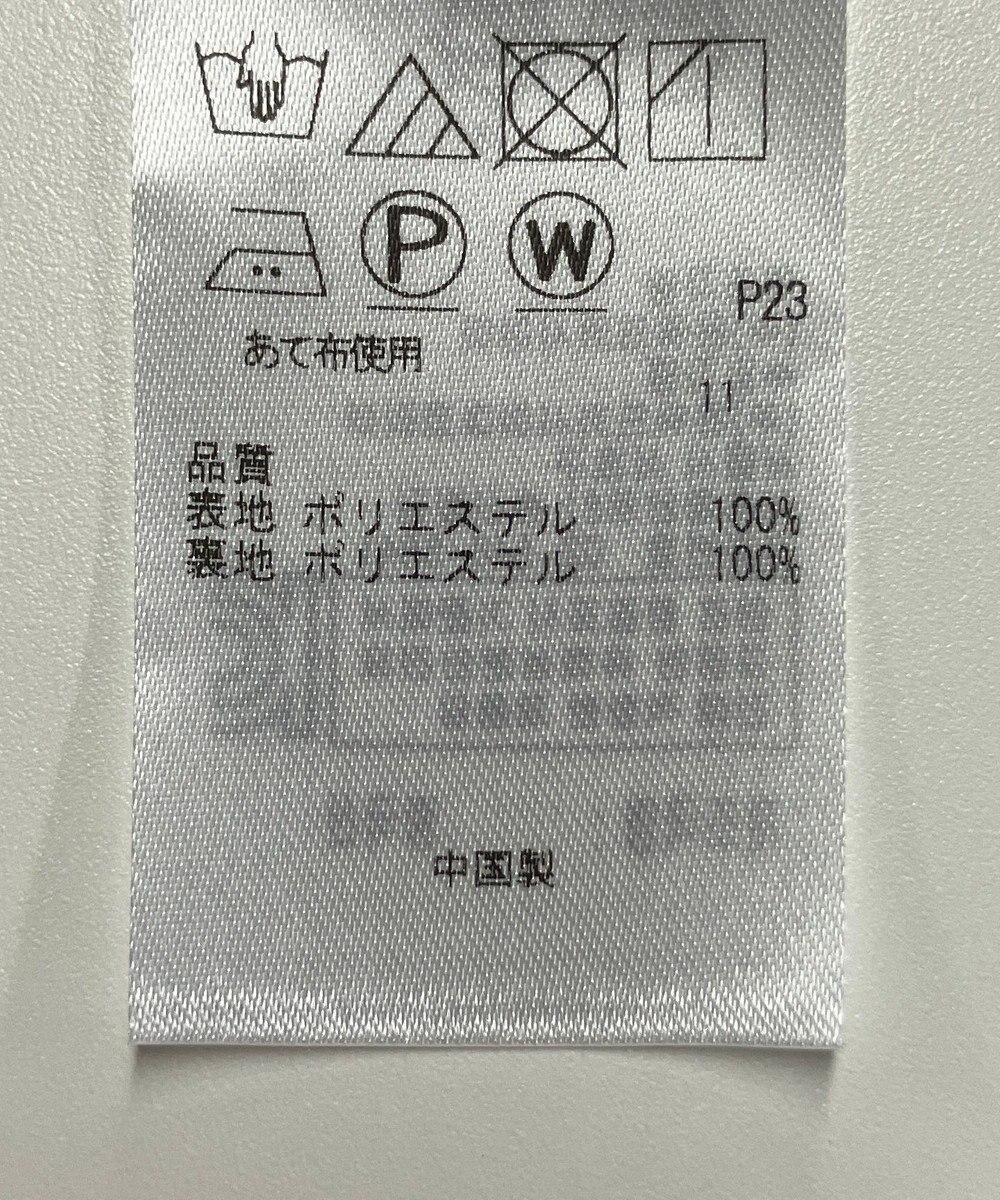 P W
P23
あて布使用
11
品質
表地 ポリエステル 100%
裏地 ポリエステル 100%
中国製